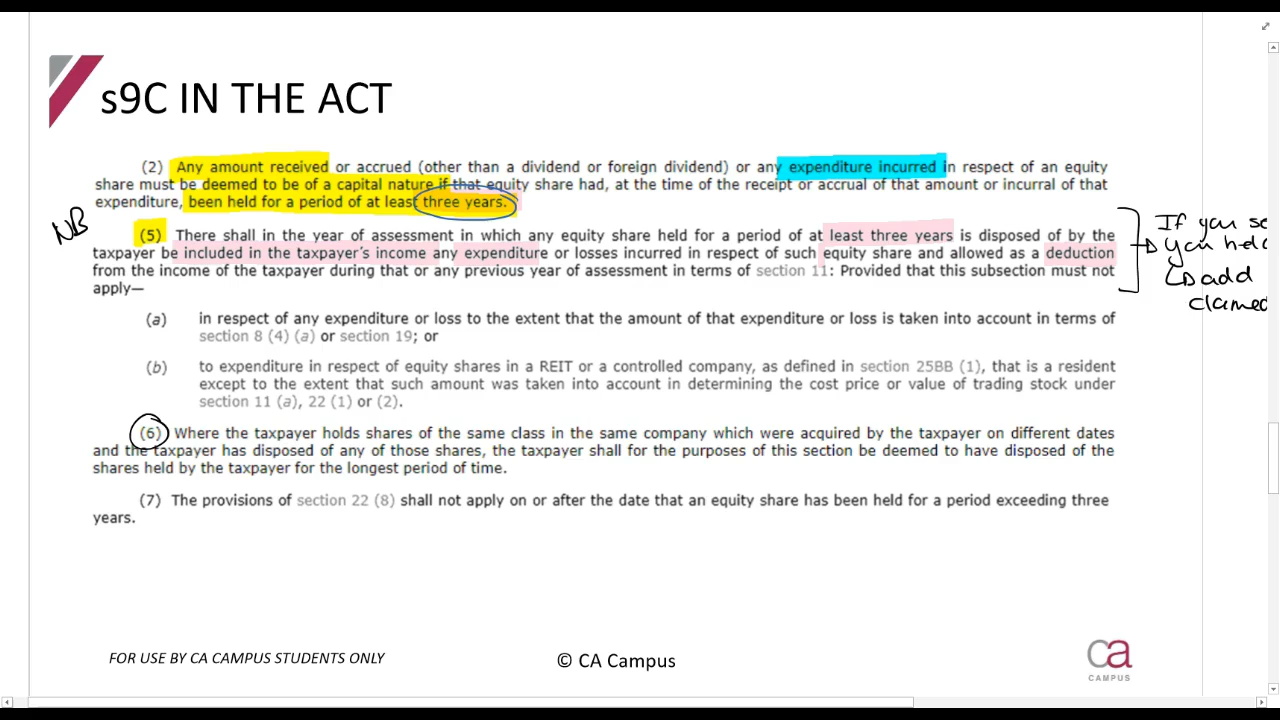 s9C IN THE ACT
(2) Any amount received or accrued (other than a dividend or foreign dividend) or any expenditure incurred in respect of an equity
share must be deemed to be of a capital nature if that equity share had, at the time of the receipt or accrual of that amount or incurral of that
expenditure, been held for a period of at least three years.
NB
(5) There shall in the year of assessment in which any equity share held for a period of at least three years is disposed of by the
taxpayer be included in the taxpayer's income any expenditure or losses incurred in respect of such equity share and allowed as a deduction
from the income of the taxpayer during that or any previous year of assessment in terms of section 11: Provided that this subsection must not
apply—
If you se
you held
add
claimed
(a) in respect of any expenditure or loss to the extent that the amount of that expenditure or loss is taken into account in terms of
section 8 (4) (a) or section 19; or
(b) to expenditure in respect of equity shares in a REIT or a controlled company, as defined in section 25BB (1), that is a resident
except to the extent that such amount was taken into account in determining the cost price or value of trading stock under
section 11 (a), 22 (1) or (2).
(6) Where the taxpayer holds shares of the same class in the same company which were acquired by the taxpayer on different dates
and the taxpayer has disposed of any of those shares, the taxpayer shall for the purposes of this section be deemed to have disposed of the
shares held by the taxpayer for the longest period of time.
(7) The provisions of section 22 (8) shall not apply on or after the date that an equity share has been held for a period exceeding three
years.
FOR USE BY CA CAMPUS STUDENTS ONLY
© CA Campus
ca
CAMPUS